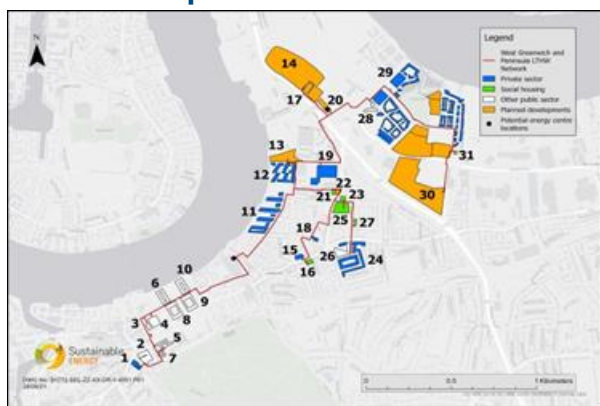 N
Legend
West Greenwich and
Peninsula LTHW
Network
Private sector
Social housing
Other public sector
Planned developments
Potential energy centre
locations
14
17
20
29
28
31
13
19
12
22
21
23
30
11
25
27
18
15
16
26
24
10
6
9
8
3
4
5
2
7
1
Sustainable
ENERGY
0
0.5
1 Kilometers